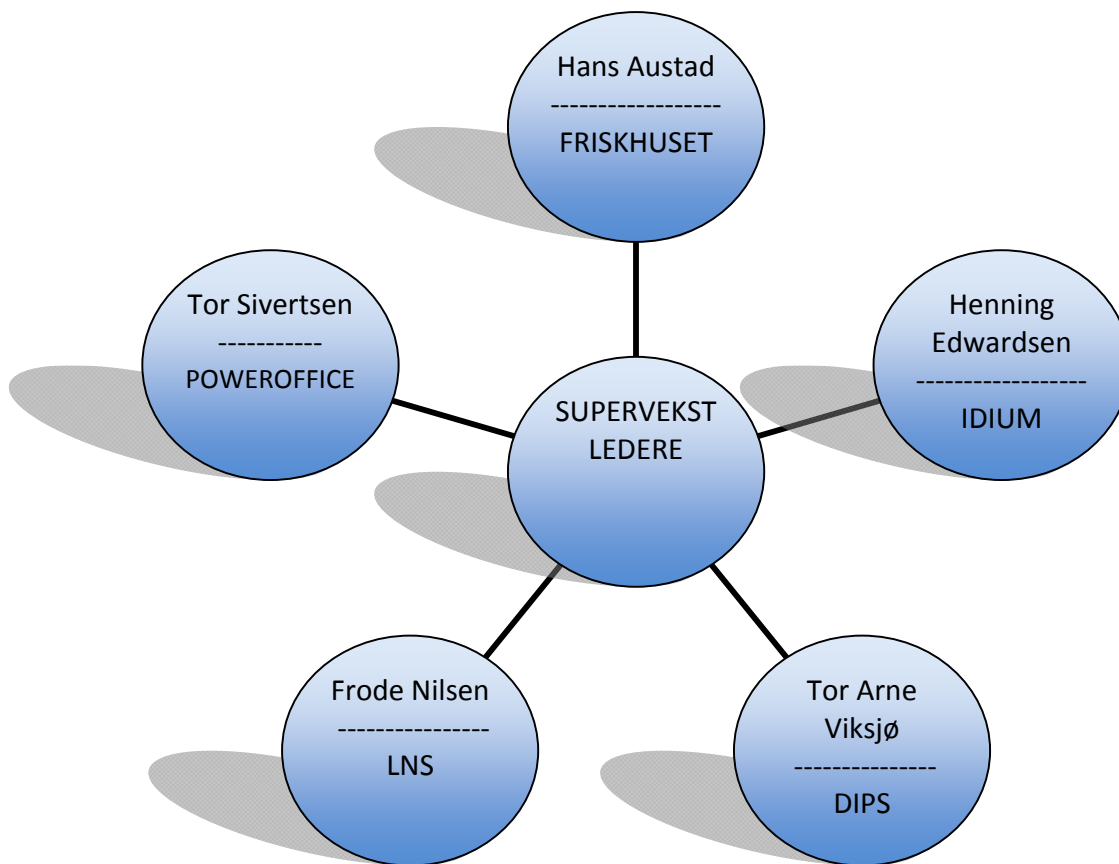 Hans Austad
-------------------
FRISKHUSET
Tor Sivertsen
-----------
POWEROFFICE
Henning
Edwardsen
-------------------
IDIUM
SUPERVEKST
LEDERE
Frode Nilsen
----------------
LNS
Tor Arne
Viksjø
---------------
DIPS